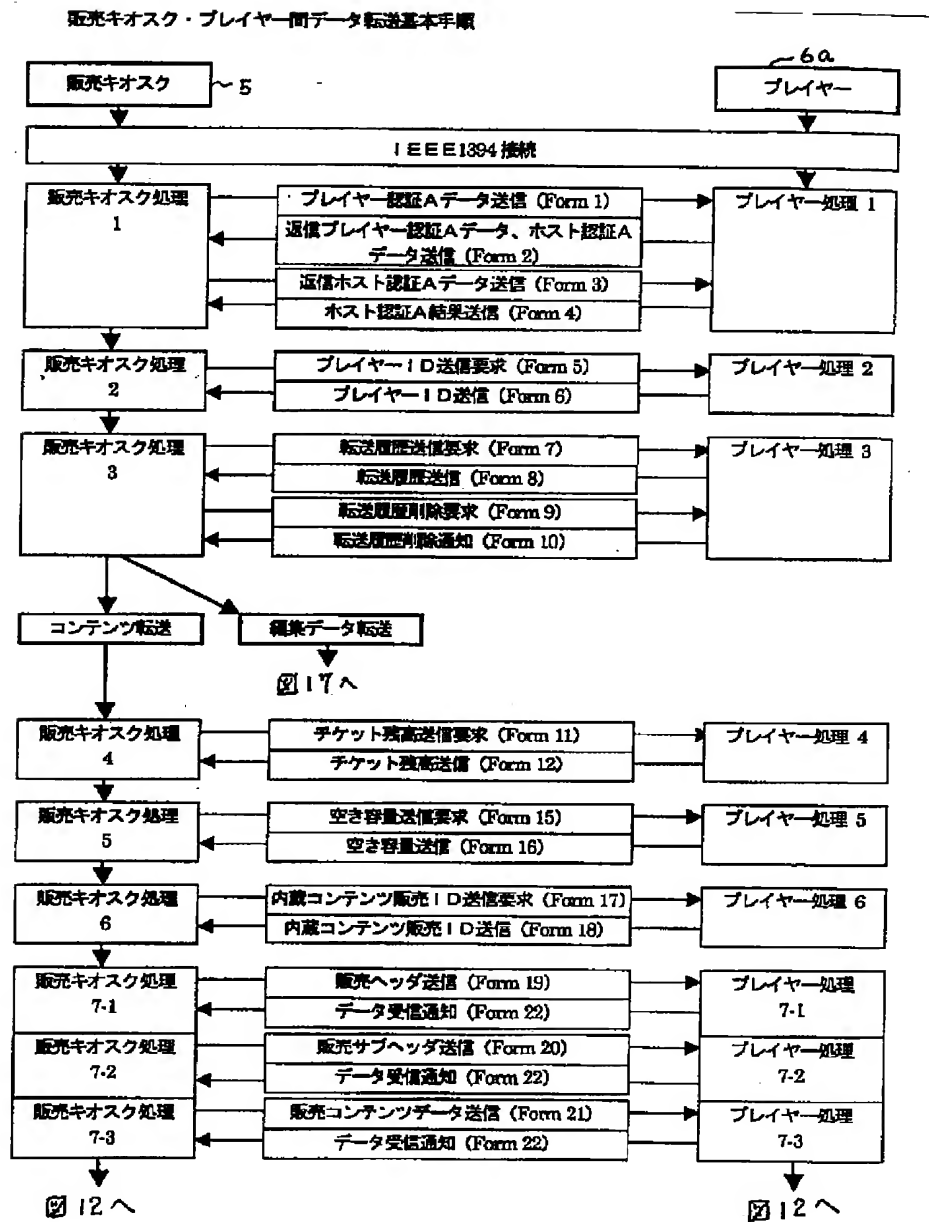 販売キオスク・プレイヤー間データ転送基本手順
販売キオスク
5
6a
プレイヤー
IEEE1394接続
販売キオスク処理
1
プレイヤー認証Aデータ送信 (Form 1)
返信プレイヤー認証Aデータ、ホスト認証A
データ送信 (Form 2)
返信ホスト認証Aデータ送信 (Form 3)
ホスト認証A結果送信 (Form 4)
プレイヤー処理 1
販売キオスク処理
2
プレイヤーID送信要求 (Form 5)
プレイヤーID送信 (Form 6)
プレイヤー処理 2
販売キオスク処理
3
転送履歴送信要求 (Form 7)
転送履歴送信 (Form 8)
転送履歴削除要求 (Form 9)
転送履歴削除通知 (Form 10)
プレイヤー処理 3
コンテンツ転送
編集データ転送
図17へ
販売キオスク処理
4
チケット残高送信要求 (Form 11)
チケット残高送信 (Form 12)
プレイヤー処理 4
販売キオスク処理
5
空き容量送信要求 (Form 15)
空き容量送信 (Form 16)
プレイヤー処理 5
販売キオスク処理
6
内蔵コンテンツ販売ID送信要求 (Form 17)
内蔵コンテンツ販売ID送信 (Form 18)
プレイヤー処理 6
販売キオスク処理
7-1
販売ヘッダ送信 (Form 19)
データ受信通知 (Form 22)
プレイヤー処理
7-1
販売キオスク処理
7-2
販売サブヘッダ送信 (Form 20)
データ受信通知 (Form 22)
プレイヤー処理
7-2
販売キオスク処理
7-3
販売コンテンツデータ送信 (Form 21)
データ受信通知 (Form 22)
プレイヤー処理
7-3
図12へ
図12へ